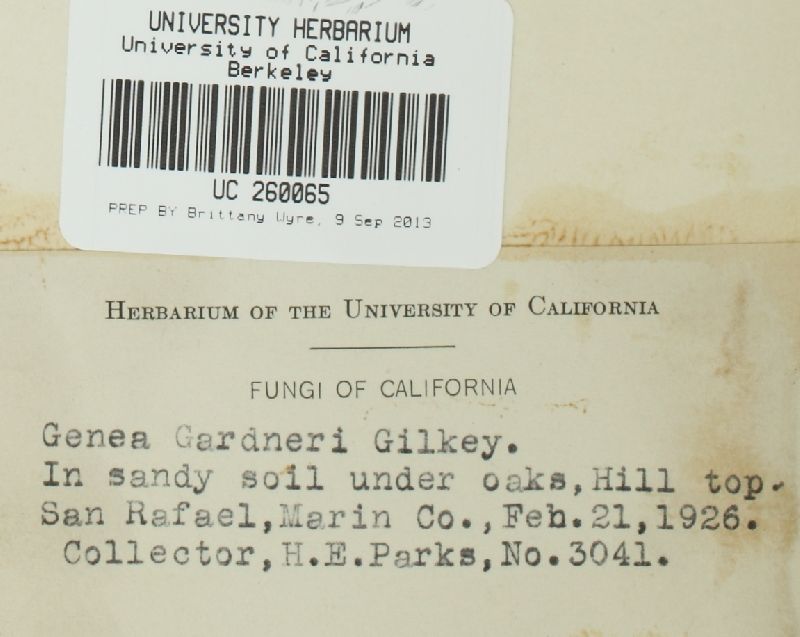 UNIVERSITY HERBARIUM
University of California
Berkeley
UC 260065
PREP BY Brittany Wyre, 9 Sep 2013
HERBARIUM OF THE UNIVERSITY OF CALIFORNIA
FUNGI OF CALIFORNIA
Genea Gardneri Gilkey.
In sandy soil under oaks,Hill top.
San Rafael,Marin Co.,Feb.21,1926.
Collector,H.E.Parks,No.3041.